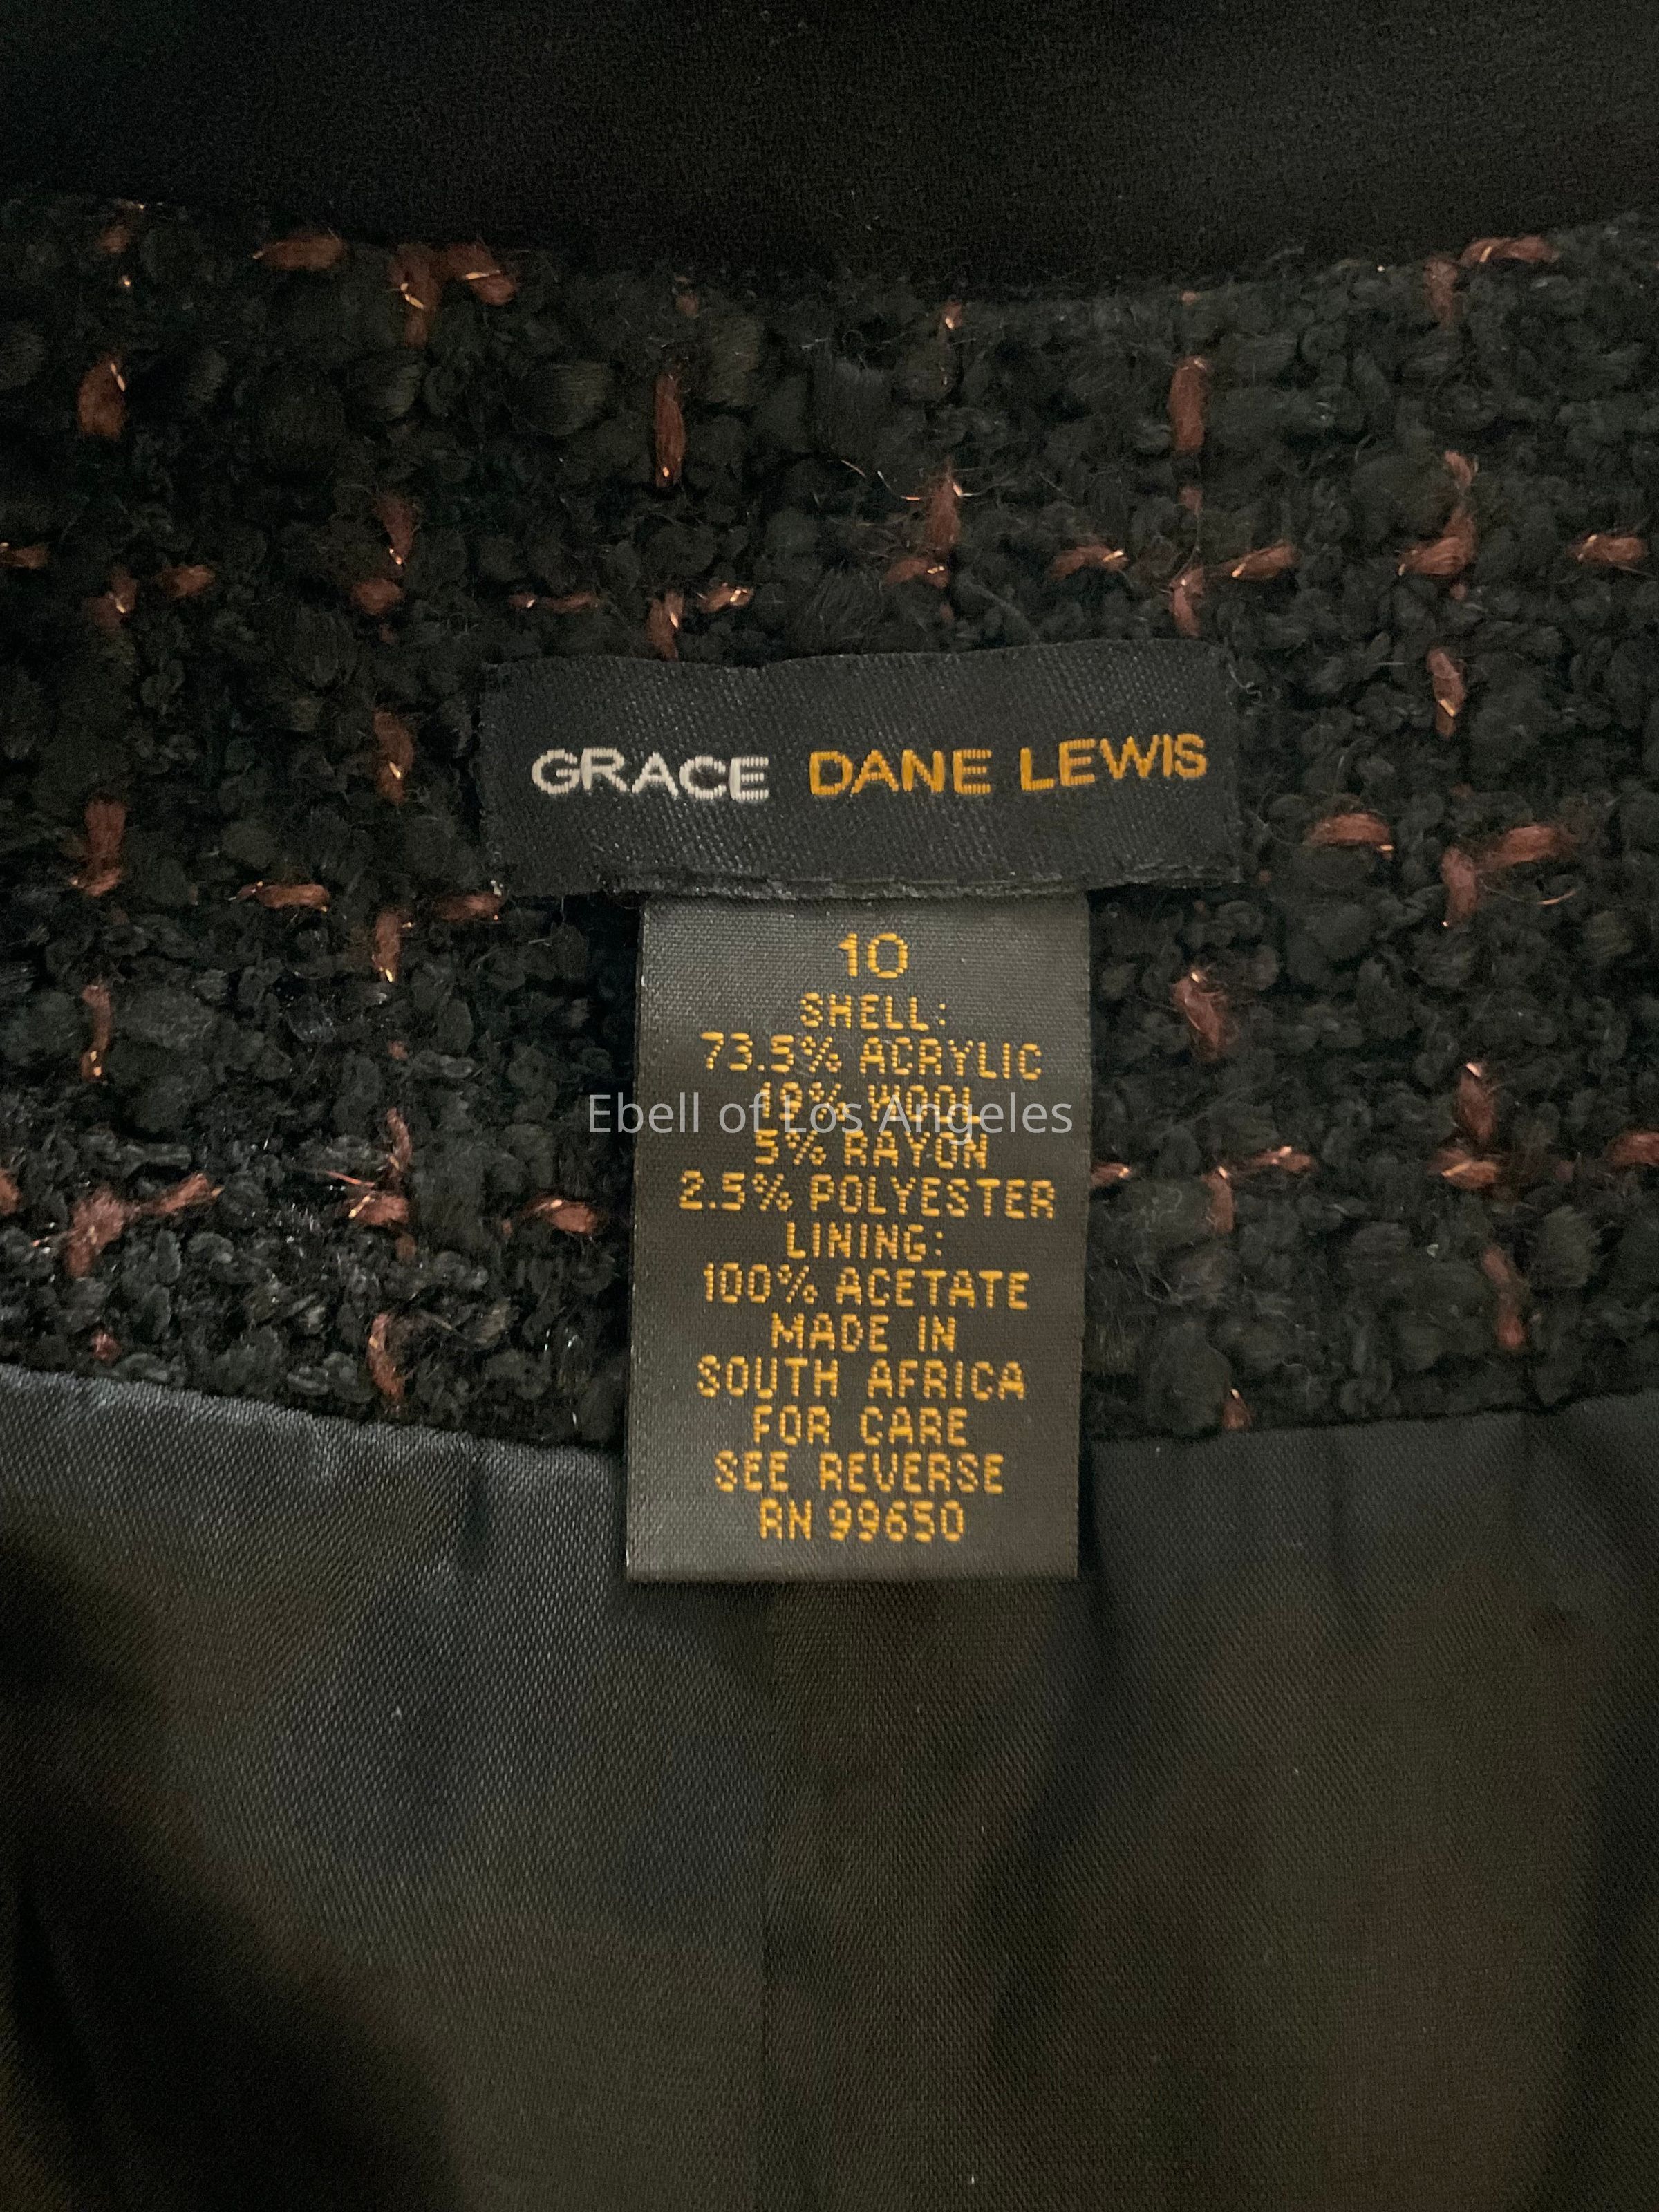 GRACE DANE LEWIS
10
SHELL:
73.5% ACRYLIC
19% WOOL
Ebell of Los Angeles
5% RAYON
2.5% POLYESTER
LINING:
100% ACETATE
MADE IN
SOUTH AFRICA
FOR CARE
SEE REVERSE
RN 99650